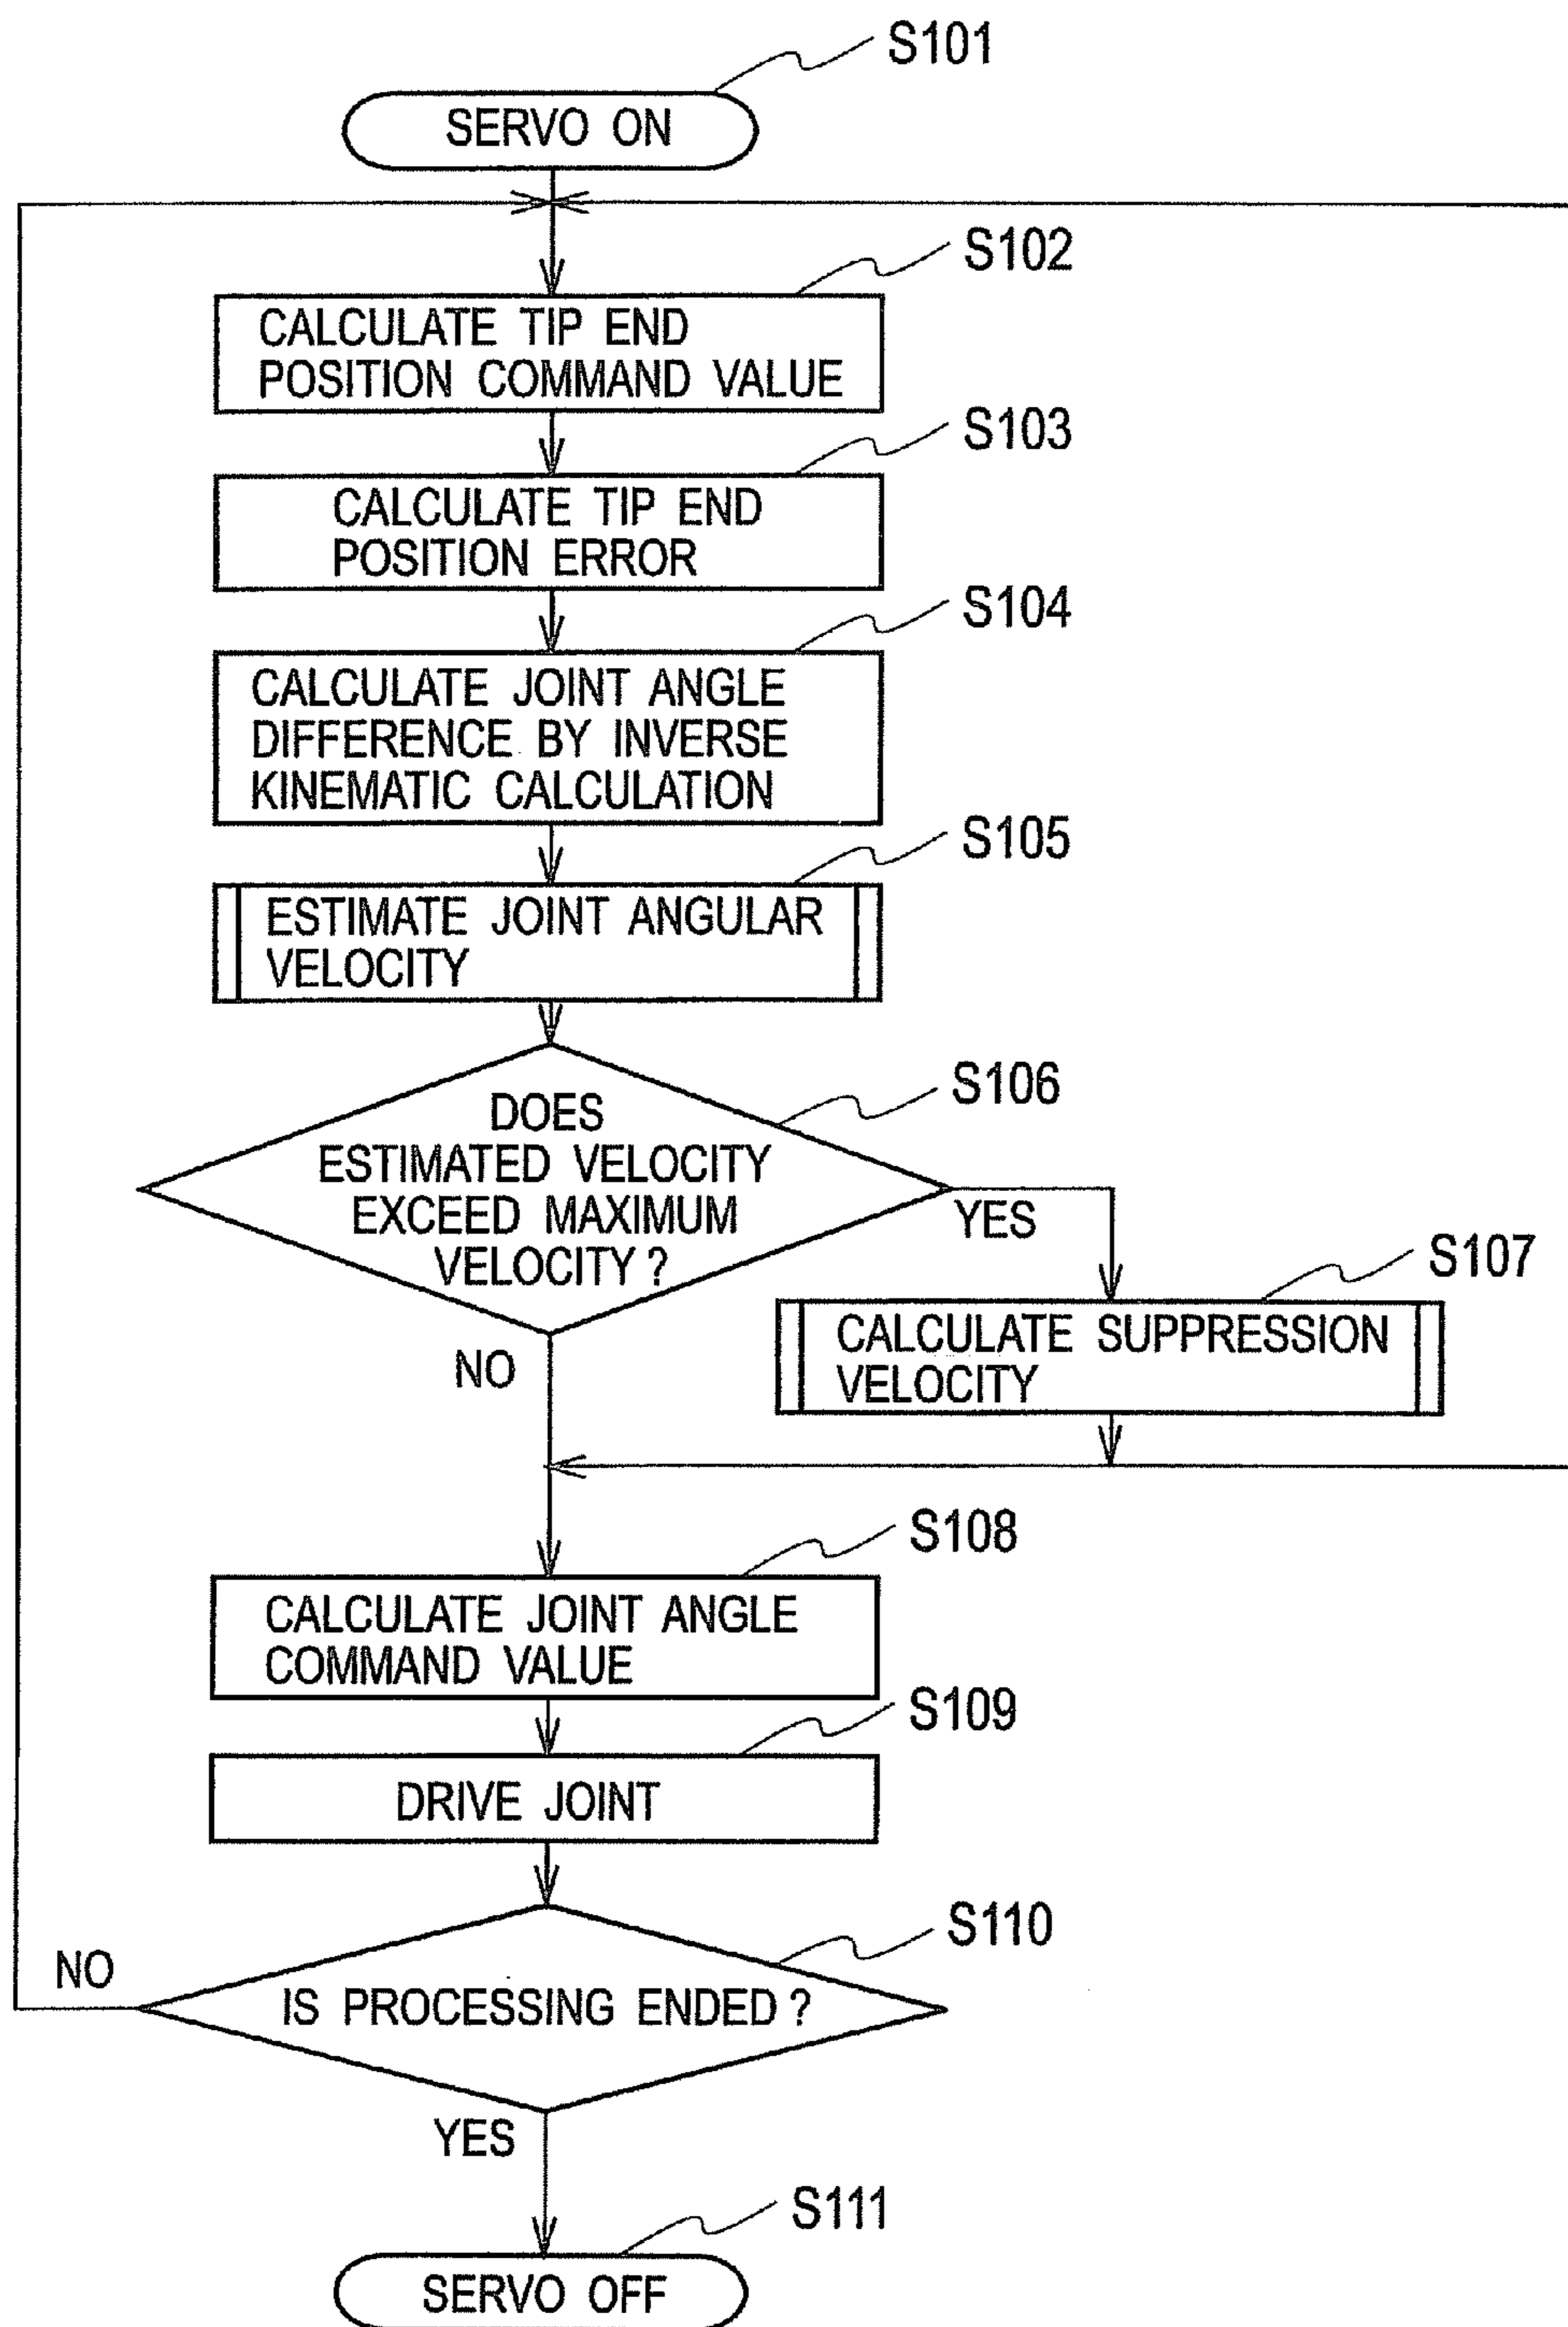 S101
SERVO ON
S102
CALCULATE TIP END
POSITION COMMAND VALUE
S103
CALCULATE TIP END
POSITION ERROR
S104
CALCULATE JOINT ANGLE
DIFFERENCE BY INVERSE
KINEMATIC CALCULATION
S105
ESTIMATE JOINT ANGULAR
VELOCITY
S106
DOES
ESTIMATED VELOCITY
EXCEED MAXIMUM
VELOCITY?
YES
NO
S107
CALCULATE SUPPRESSION
VELOCITY
S108
CALCULATE JOINT ANGLE
COMMAND VALUE
S109
DRIVE JOINT
S110
NO
IS PROCESSING ENDED?
YES
S111
SERVO OFF